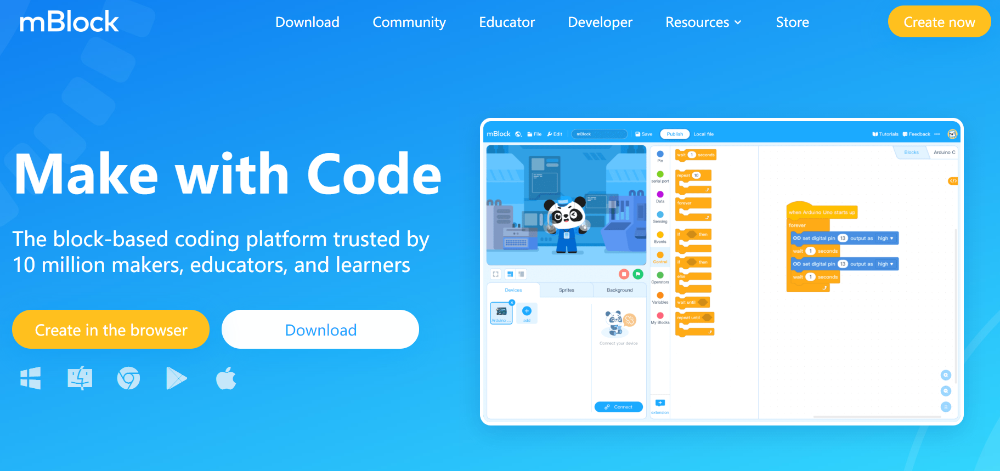 mBlock
Download
Community
Educator
Developer
Resources
Store
Create now
Make with Code
The block-based coding platform trusted by
10 million makers, educators, and learners
Create in the browser
Download
mBlock
File
Edit
mBlock
Save
Publish
Local file
Tutorials
Feedback
Devices
Sprites
Background
Arduino ...
add
Connect your device
Connect
Pin
serial port
Data
Sensing
Events
Control
Operators
Variables
My Blocks
extension
wait 1 seconds
repeat 10
forever
if then
if then
else
wait until
repeat until
Blocks
Arduino C
when Arduino Uno starts up
forever
set digital pin 13 output as high
wait 1 seconds
set digital pin 13 output as high
wait 1 seconds